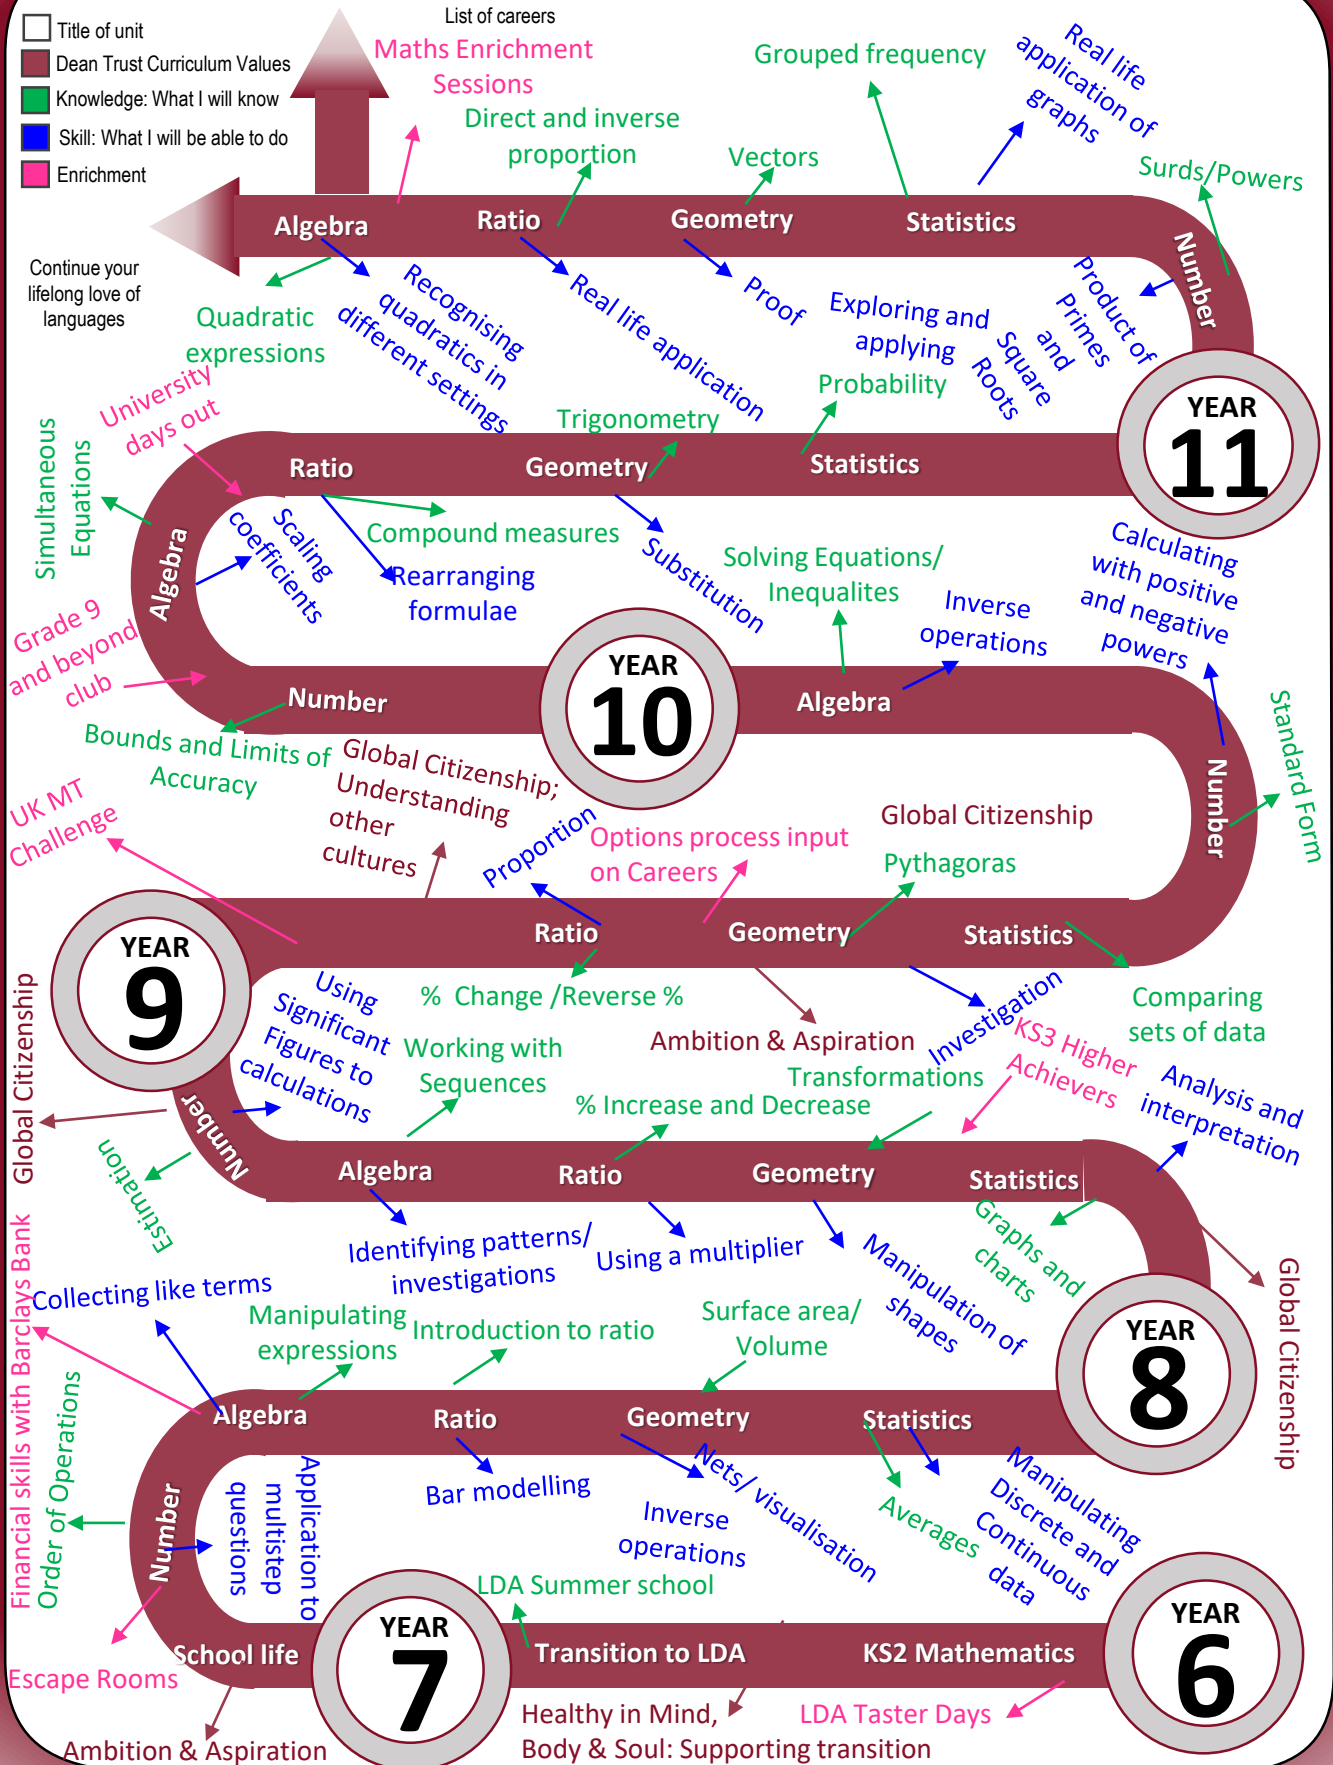 List of careers
Title of unit
Dean Trust Curriculum Values
Knowledge: What I will know
Skill: What I will be able to do
Enrichment
Maths Enrichment
Sessions
Direct and inverse
proportion
Vectors
Grouped frequency
Real life
application of
graphs
Surds/Powers
Algebra
Ratio
Geometry
Statistics
Number
Continue your
lifelong love of
languages
Quadratic
expressions
Recognising
quadratics in
different settings
Real life application
Proof
Exploring and
applying
Square
Roots
Product of
Primes
and
YEAR
11
University
days out
Simultaneous
Equations
Trigonometry
Probability
Ratio
Geometry
Statistics
Algebra
Scaling
coefficients
Compound measures
Rearranging
formulae
Substitution
Solving Equations/
Inequalites
Inverse
operations
Calculating
with positive
and negative
powers
Grade 9
and beyond
club
Number
YEAR
10
Algebra
Number
Standard Form
Bounds and Limits of
Accuracy
Global Citizenship;
Understanding
other
cultures
UK MT
Challenge
Proportion
Options process input
on Careers
Global Citizenship
Pythagoras
YEAR
9
Ratio
Geometry
Statistics
Global Citizenship
Using
Significant
Figures to
calculations
% Change /Reverse %
Working with
Sequences
Ambition & Aspiration
Transformations
Investigation
KS3 Higher
Achievers
Comparing
sets of data
Analysis and
interpretation
% Increase and Decrease
Number
Algebra
Ratio
Geometry
Statistics
Estimation
Identifying patterns/
investigations
Using a multiplier
Manipulation of
shapes
Graphs and
charts
Global Citizenship
YEAR
8
Financial skills with Barclays Bank
Collecting like terms
Manipulating
expressions
Introduction to ratio
Surface area/
Volume
Algebra
Ratio
Geometry
Statistics
Order of Operations
Number
Application to
multistep
questions
Bar modelling
Nets/ visualisation
Inverse
operations
Averages
Manipulating
Discrete and
Continuous
data
LDA Summer school
Escape Rooms
School life
YEAR
7
Transition to LDA
KS2 Mathematics
YEAR
6
Ambition & Aspiration
Healthy in Mind,
Body & Soul: Supporting transition
LDA Taster Days